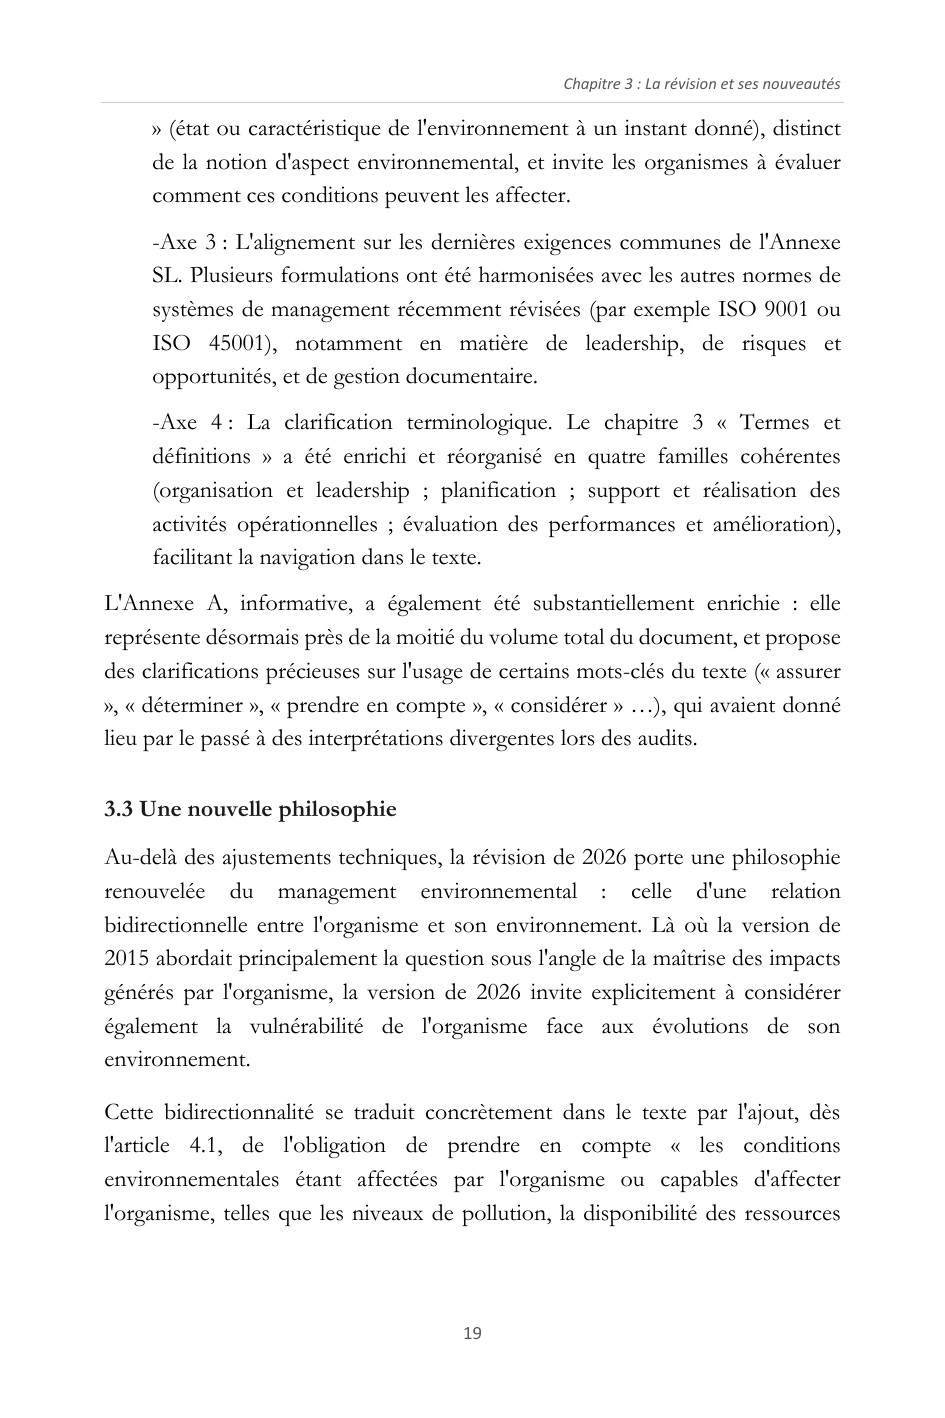 Chapitre 3 : La révision et ses nouveautés
» (état ou caractéristique de l'environnement à un instant donné), distinct
de la notion d'aspect environnemental, et invite les organismes à évaluer
comment ces conditions peuvent les affecter.
-Axe 3 : L'alignement sur les dernières exigences communes de l'Annexe
SL. Plusieurs formulations ont été harmonisées avec les autres normes de
systèmes de management récemment révisées (par exemple ISO 9001 ou
ISO 45001), notamment en matière de leadership, de risques et
opportunités, et de gestion documentaire.
-Axe 4 : La clarification terminologique. Le chapitre 3 « Termes et
définitions » a été enrichi et réorganisé en quatre familles cohérentes
(organisation et leadership ; planification ; support et réalisation des
activités opérationnelles ; évaluation des performances et amélioration),
facilitant la navigation dans le texte.
L'Annexe A, informative, a également été substantiellement enrichie : elle
représente désormais près de la moitié du volume total du document, et propose
des clarifications précieuses sur l'usage de certains mots-clés du texte (« assurer
», « déterminer », « prendre en compte », « considérer » …), qui avaient donné
lieu par le passé à des interprétations divergentes lors des audits.
3.3 Une nouvelle philosophie
Au-delà des ajustements techniques, la révision de 2026 porte une philosophie
renouvelée du management environnemental : celle d'une relation
bidirectionnelle entre l'organisme et son environnement. Là où la version de
2015 abordait principalement la question sous l'angle de la maîtrise des impacts
générés par l'organisme, la version de 2026 invite explicitement à considérer
également la vulnérabilité de l'organisme face aux évolutions de son
environnement.
Cette bidirectionnalité se traduit concrètement dans le texte par l'ajout, dès
l'article 4.1, de l'obligation de prendre en compte « les conditions
environnementales étant affectées par l'organisme ou capables d'affecter
l'organisme, telles que les niveaux de pollution, la disponibilité des ressources
19